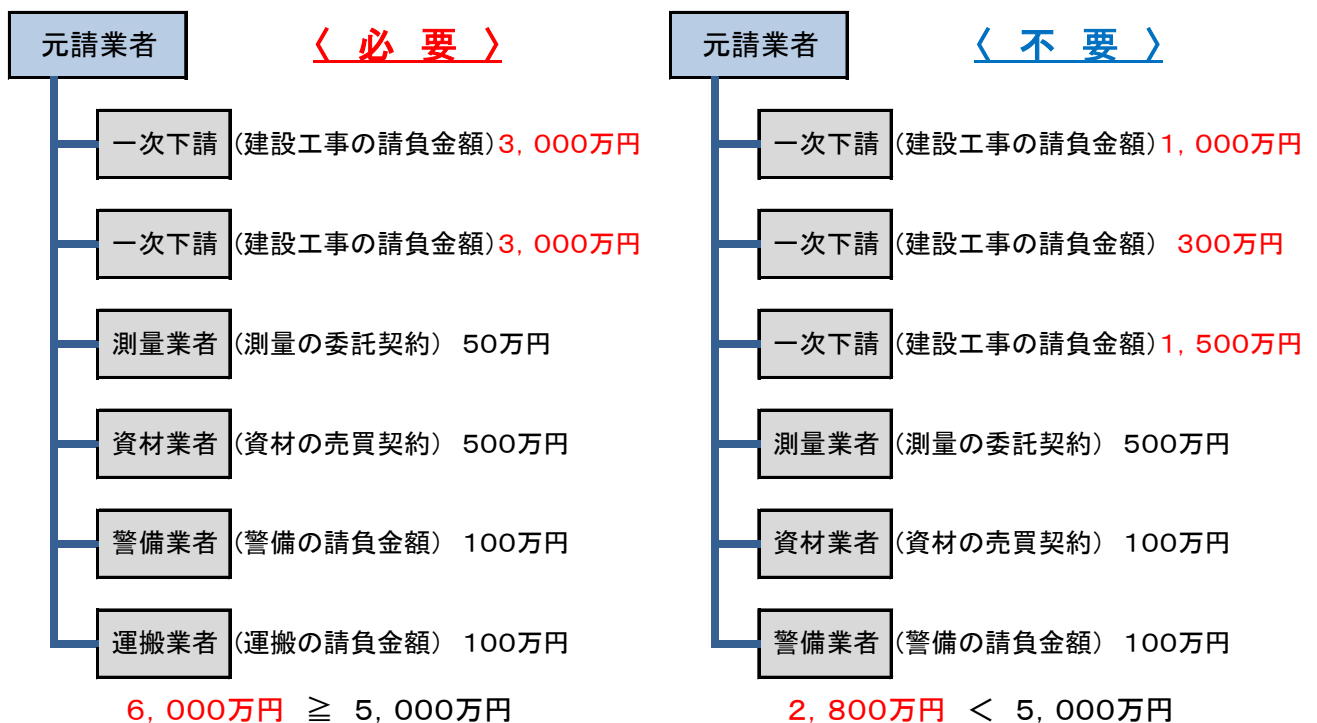 元請業者
〈 必 要 〉
一次下請 (建設工事の請負金額)3,000万円
一次下請 (建設工事の請負金額)3,000万円
測量業者 (測量の委託契約) 50万円
資材業者 (資材の売買契約) 500万円
警備業者 (警備の請負金額) 100万円
運搬業者 (運搬の請負金額) 100万円
6,000万円 ≧ 5,000万円
元請業者
〈 不 要 〉
一次下請 (建設工事の請負金額)1,000万円
一次下請 (建設工事の請負金額) 300万円
一次下請 (建設工事の請負金額)1,500万円
測量業者 (測量の委託契約) 500万円
資材業者 (資材の売買契約) 100万円
警備業者 (警備の請負金額) 100万円
2,800万円 < 5,000万円